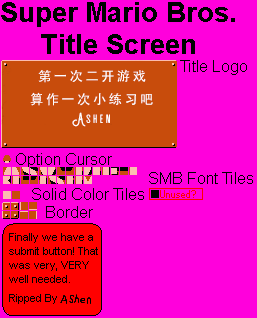 Super Mario Bros.
Title Screen
第一次二开游戏
算作一次小练习吧
Ashen
Title Logo
Option Cursor
SMB Font Tiles
Solid Color Tiles
Unused?
Border
Finally we have a
submit button! That
was very, VERY
well needed.
Ripped By Ashen